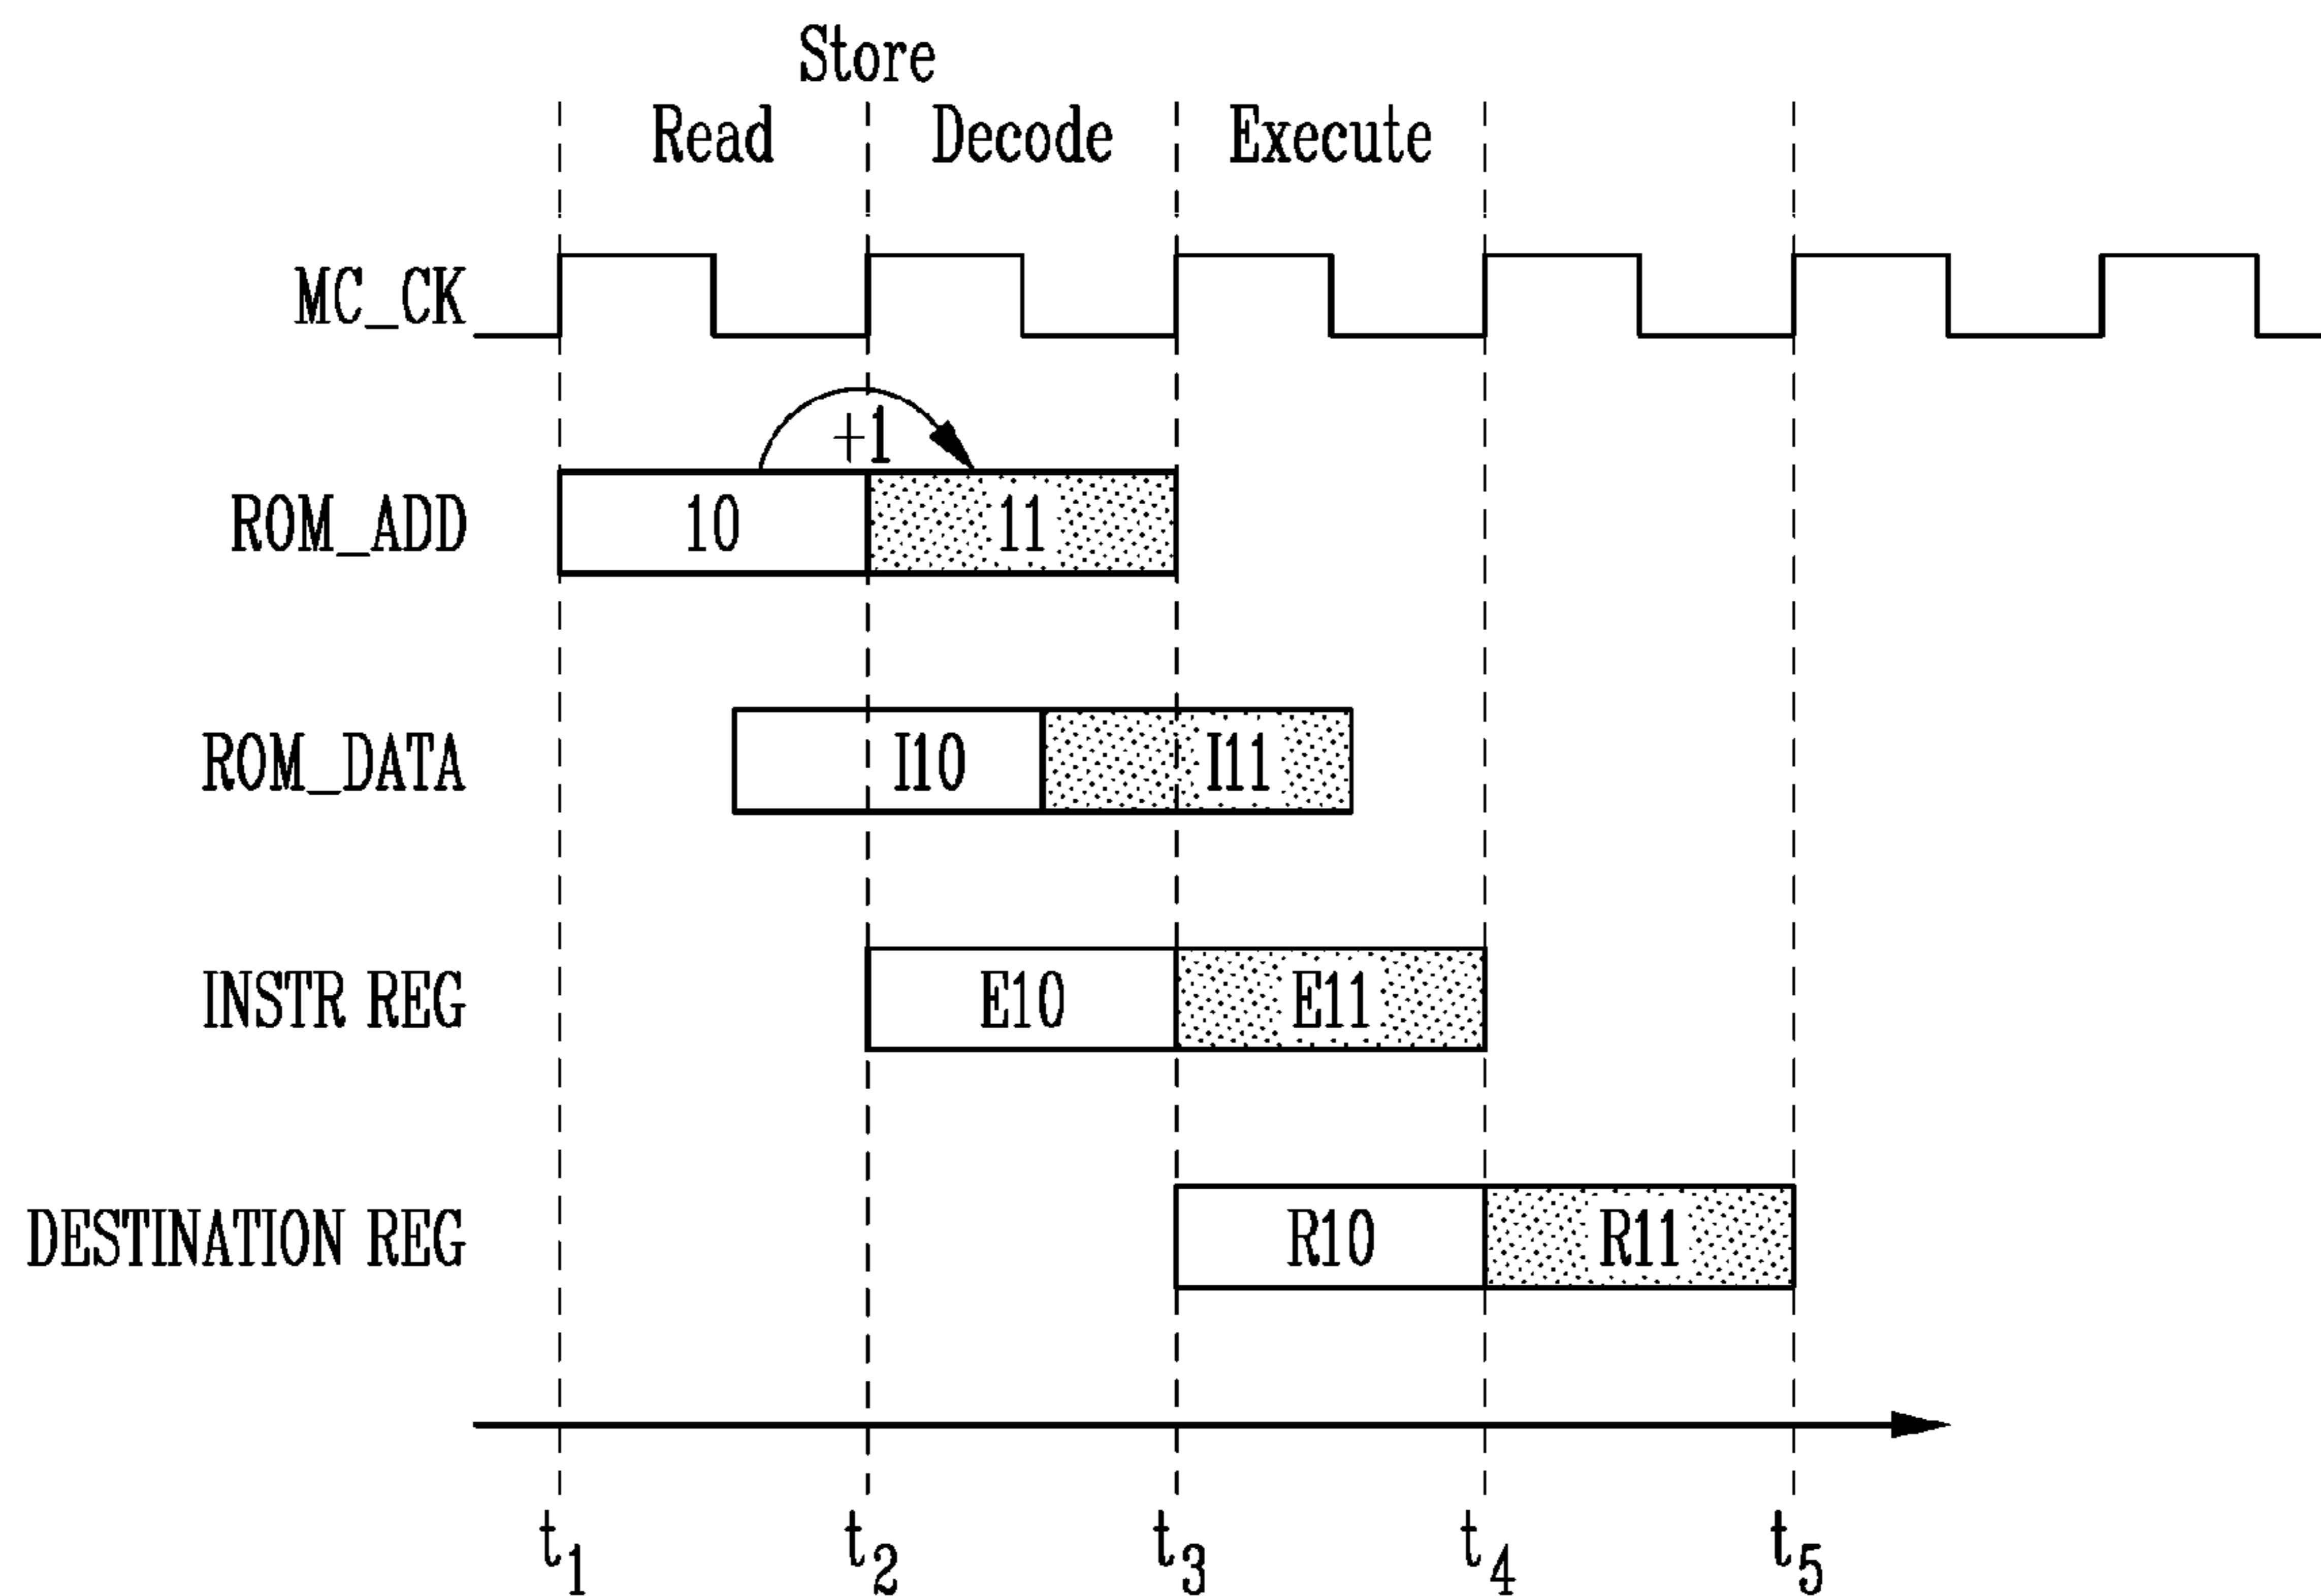 Store
Read Decode Execute
MC_CK
+1
ROM_ADD 10 11
ROM_DATA I10 I11
INSTR REG E10 E11
DESTINATION REG R10 R11
t1 t2 t3 t4 t5